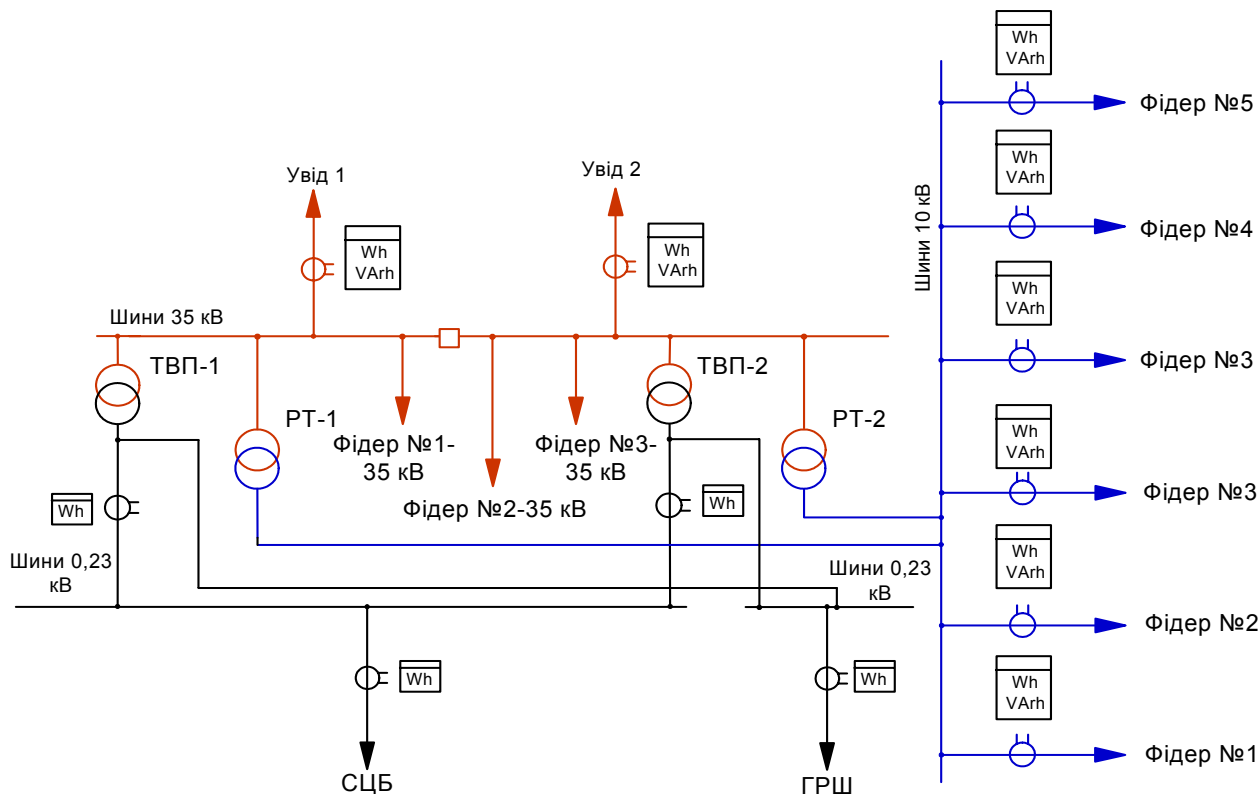 Увід 1
Wh
VArh
Увід 2
Wh
VArh
Шини 35 кВ
ТВП-1
РТ-1
Фідер №1-
35 кВ
Фідер №2-35 кВ
Фідер №3-
35 кВ
ТВП-2
РТ-2
Wh
Wh
Шини 0,23
кВ
Шини 0,23
кВ
Wh
Wh
СЦБ
ГРШ
Шини 10 кВ
Wh
VArh
Фідер №5
Wh
VArh
Фідер №4
Wh
VArh
Фідер №3
Wh
VArh
Фідер №3
Wh
VArh
Фідер №2
Wh
VArh
Фідер №1